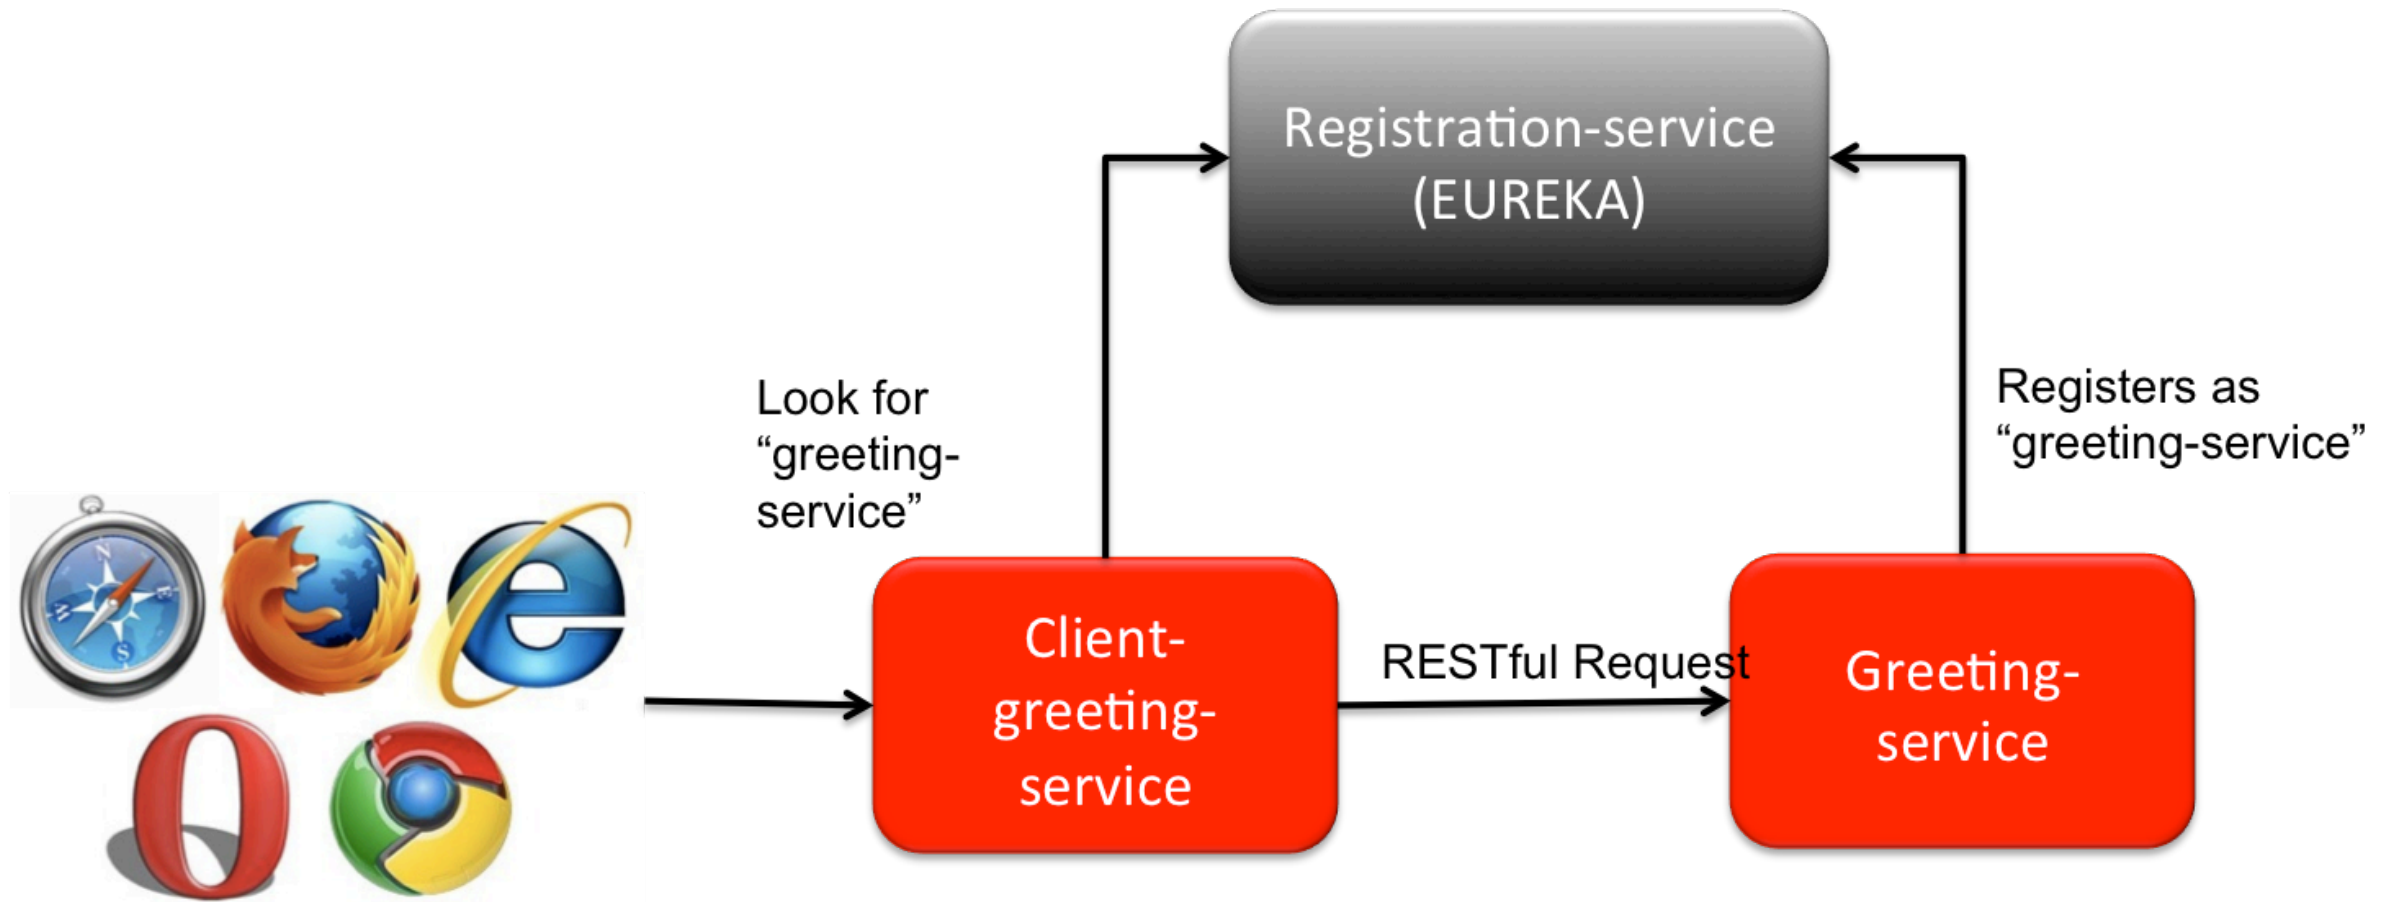 Registration-service
(EUREKA)
Look for
“greeting-
service”
Registers as
“greeting-service”
Client-
greeting-
service
RESTful Request
Greeting-
service
N
E
S
W